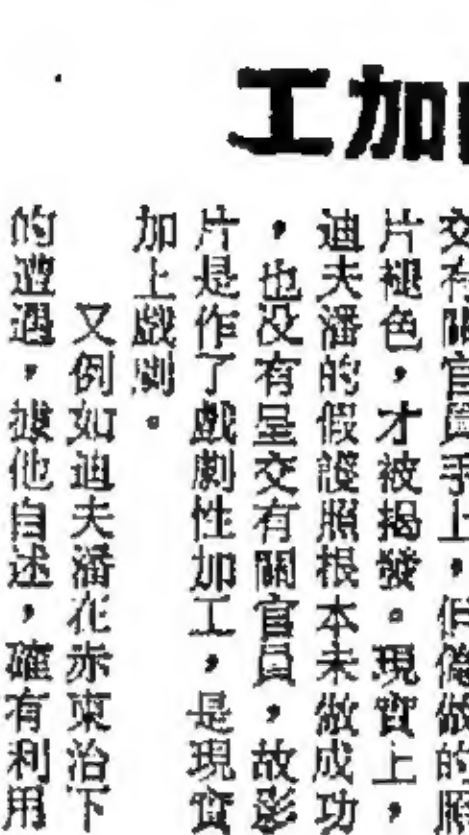 工加
交有關官員手上，但偽做的照
片褪色，才被揭發。現實上，
迪夫潘的假證照根本未做成功
，也没有呈交有關官員，故影
片是作了戲劇性加工，是現實
加上戲劇。
又例如迪夫潘在赤柬治下
的遭遇，據他自述，確有利用